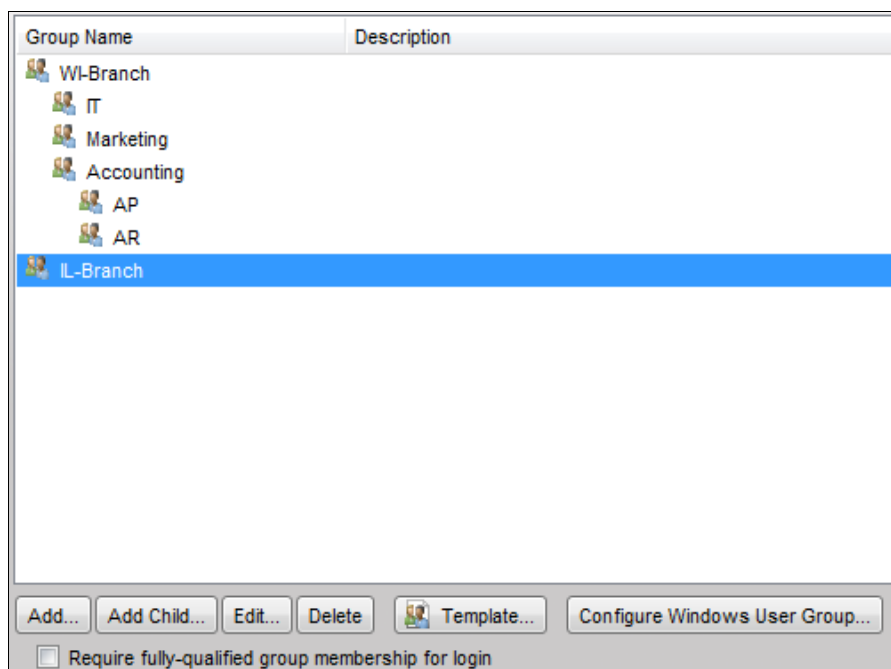 Group Name Description
WI-Branch
IT
Marketing
Accounting
AP
AR
IL-Branch
Add... Add Child... Edit... Delete Template... Configure Windows User Group...
Require fully-qualified group membership for login